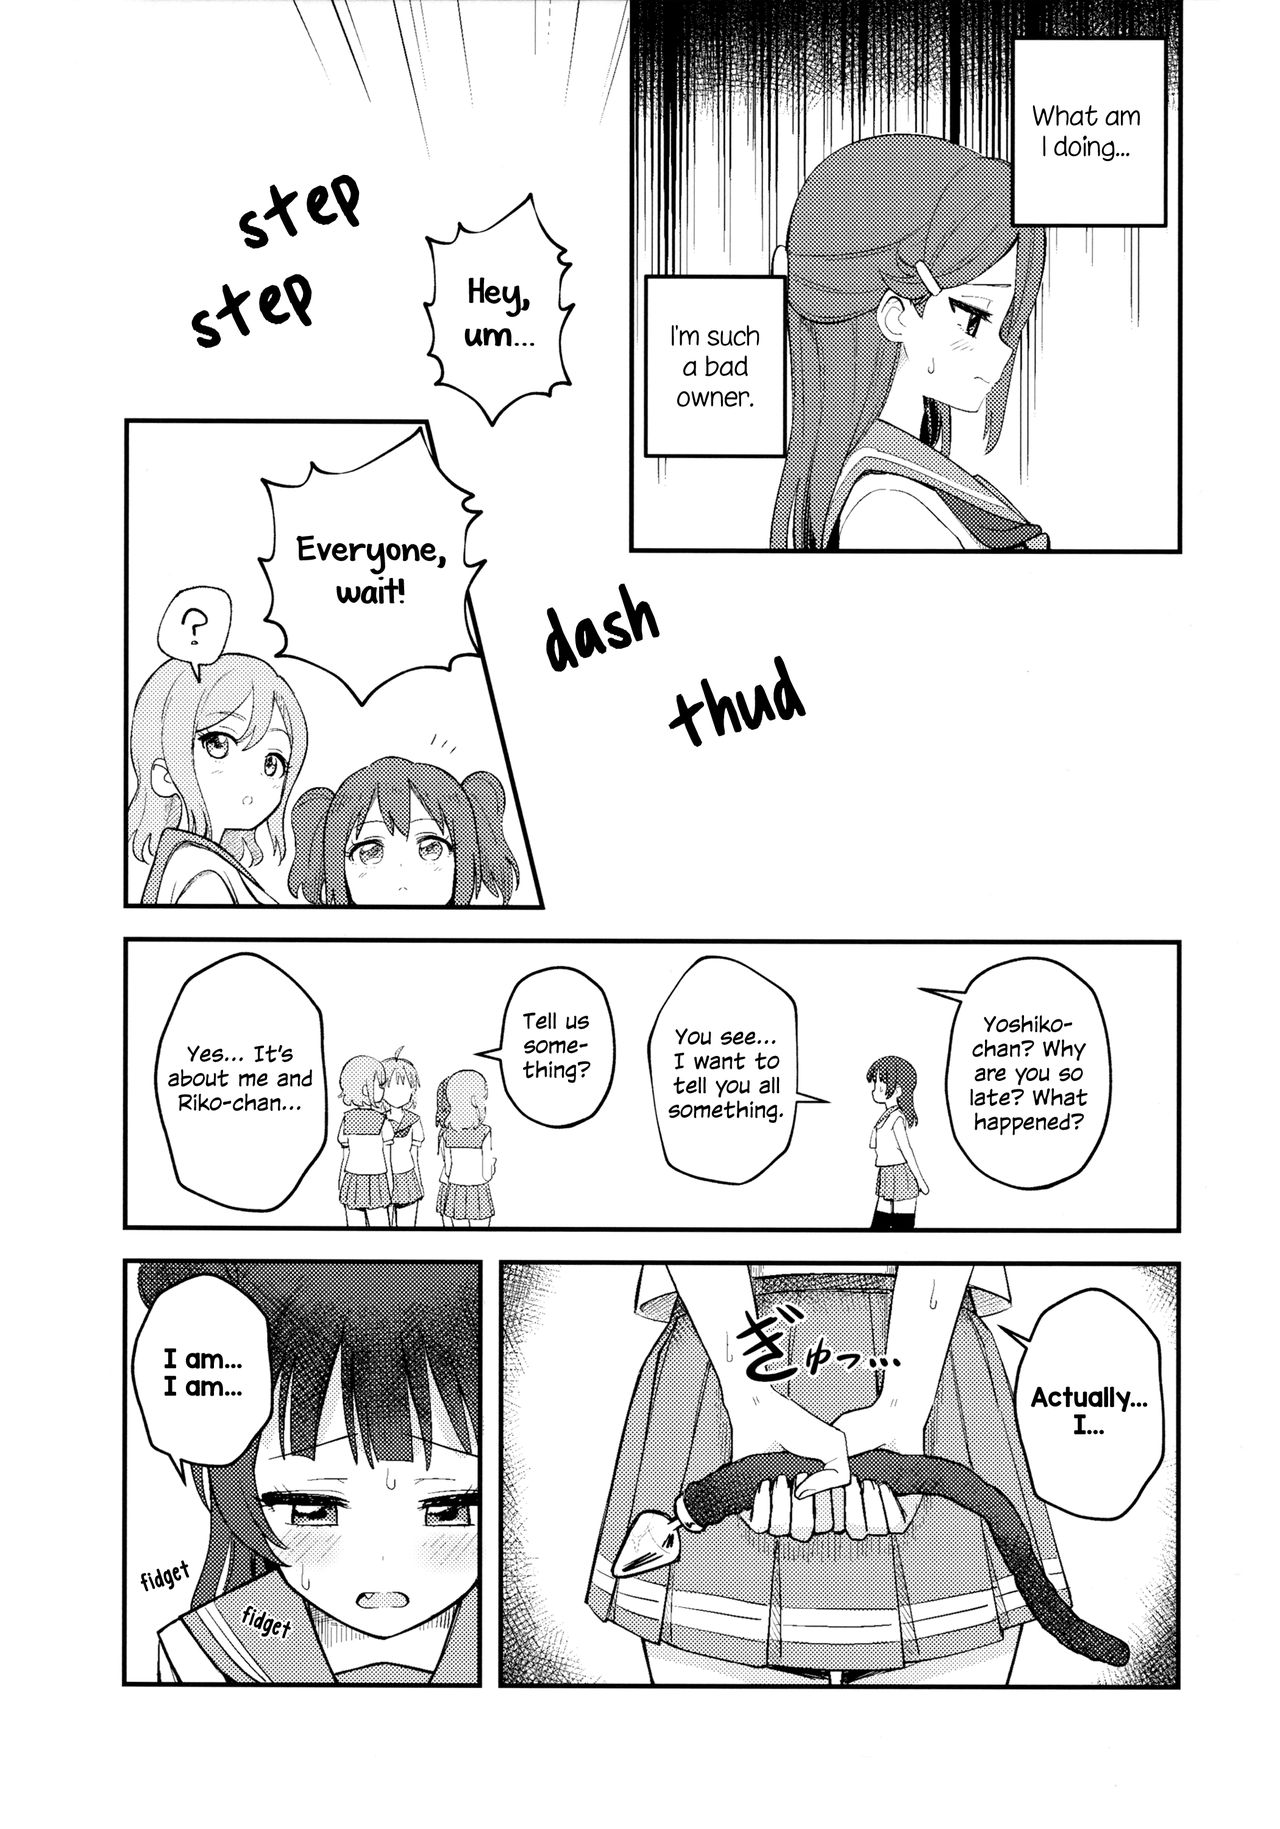 What am
I doing...
I'm such
a bad
owner.
Hey,
um...
step
step
Everyone,
wait!
?
dash
thud
Yoshiko-
chan? Why
are you so
late? What
happened?
You see...
I want to
tell you all
something.
Tell us
some-
thing?
Yes... It's
about me and
Riko-chan...
Actually...
I...
ぎゅっ...
I am...
I am...
fidget
fidget